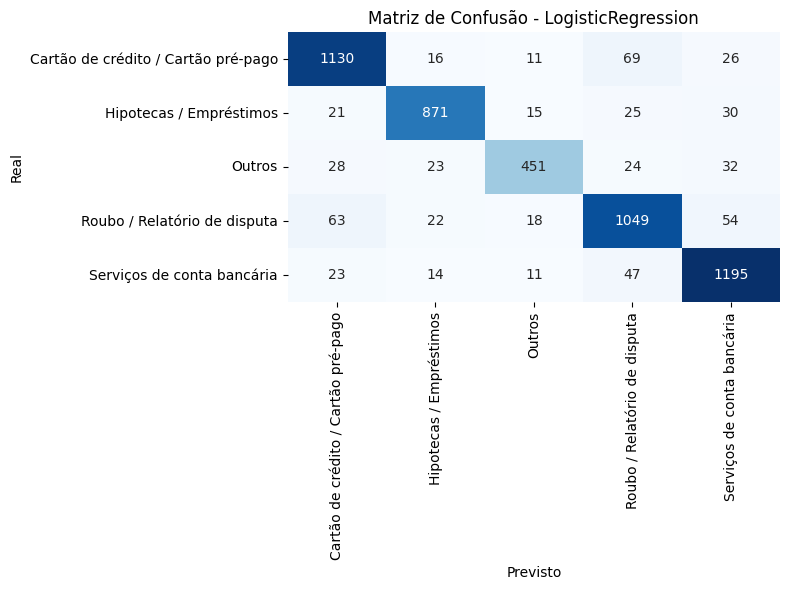 Matriz de Confusão - LogisticRegression
Real
Cartão de crédito / Cartão pré-pago 1130 16 11 69 26
Hipotecas / Empréstimos 21 871 15 25 30
Outros 28 23 451 24 32
Roubo / Relatório de disputa 63 22 18 1049 54
Serviços de conta bancária 23 14 11 47 1195
Cartão de crédito / Cartão pré-pago
Hipotecas / Empréstimos
Outros
Roubo / Relatório de disputa
Serviços de conta bancária
Previsto